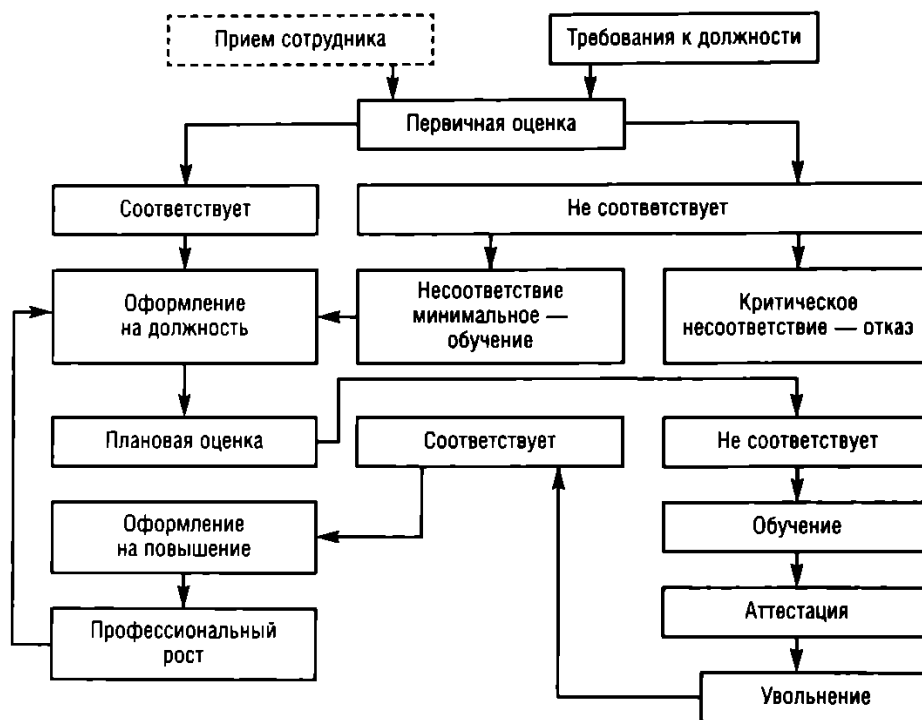 Прием сотрудника
Требования к должности
Первичная оценка
Соответствует
Не соответствует
Оформление
на должность
Несоответствие
минимальное —
обучение
Критическое
несоответствие — отказ
Плановая оценка
Соответствует
Не соответствует
Оформление
на повышение
Обучение
Профессиональный
рост
Аттестация
Увольнение